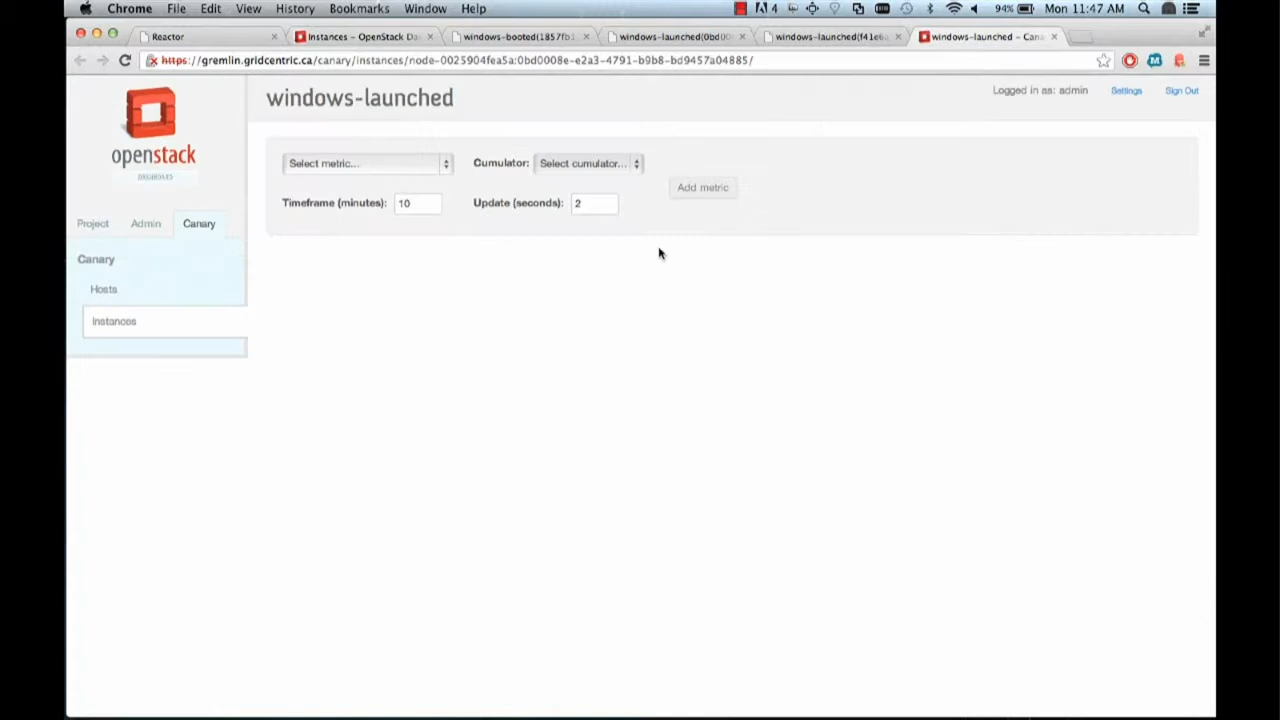 Chrome File Edit View History Bookmarks Window Help 4 94% Mon 11:47 AM
Reactor Instances - OpenStack Da windows-booted(1857fb1 windows-launched(0bd00 windows-launched(f41e6 windows-launched - Can
https://gremlin.gridcentric.ca/canary/instances/node-0025904fea5a:0bd0008e-e2a3-4791-b9b8-bd9457a04885/
windows-launched
Logged in as: admin Settings Sign Out
openstack
DASHBOARD
Select metric... Cumulator: Select cumulator...
Add metric
Timeframe (minutes): 10 Update (seconds): 2
Project Admin Canary
Canary
Hosts
Instances